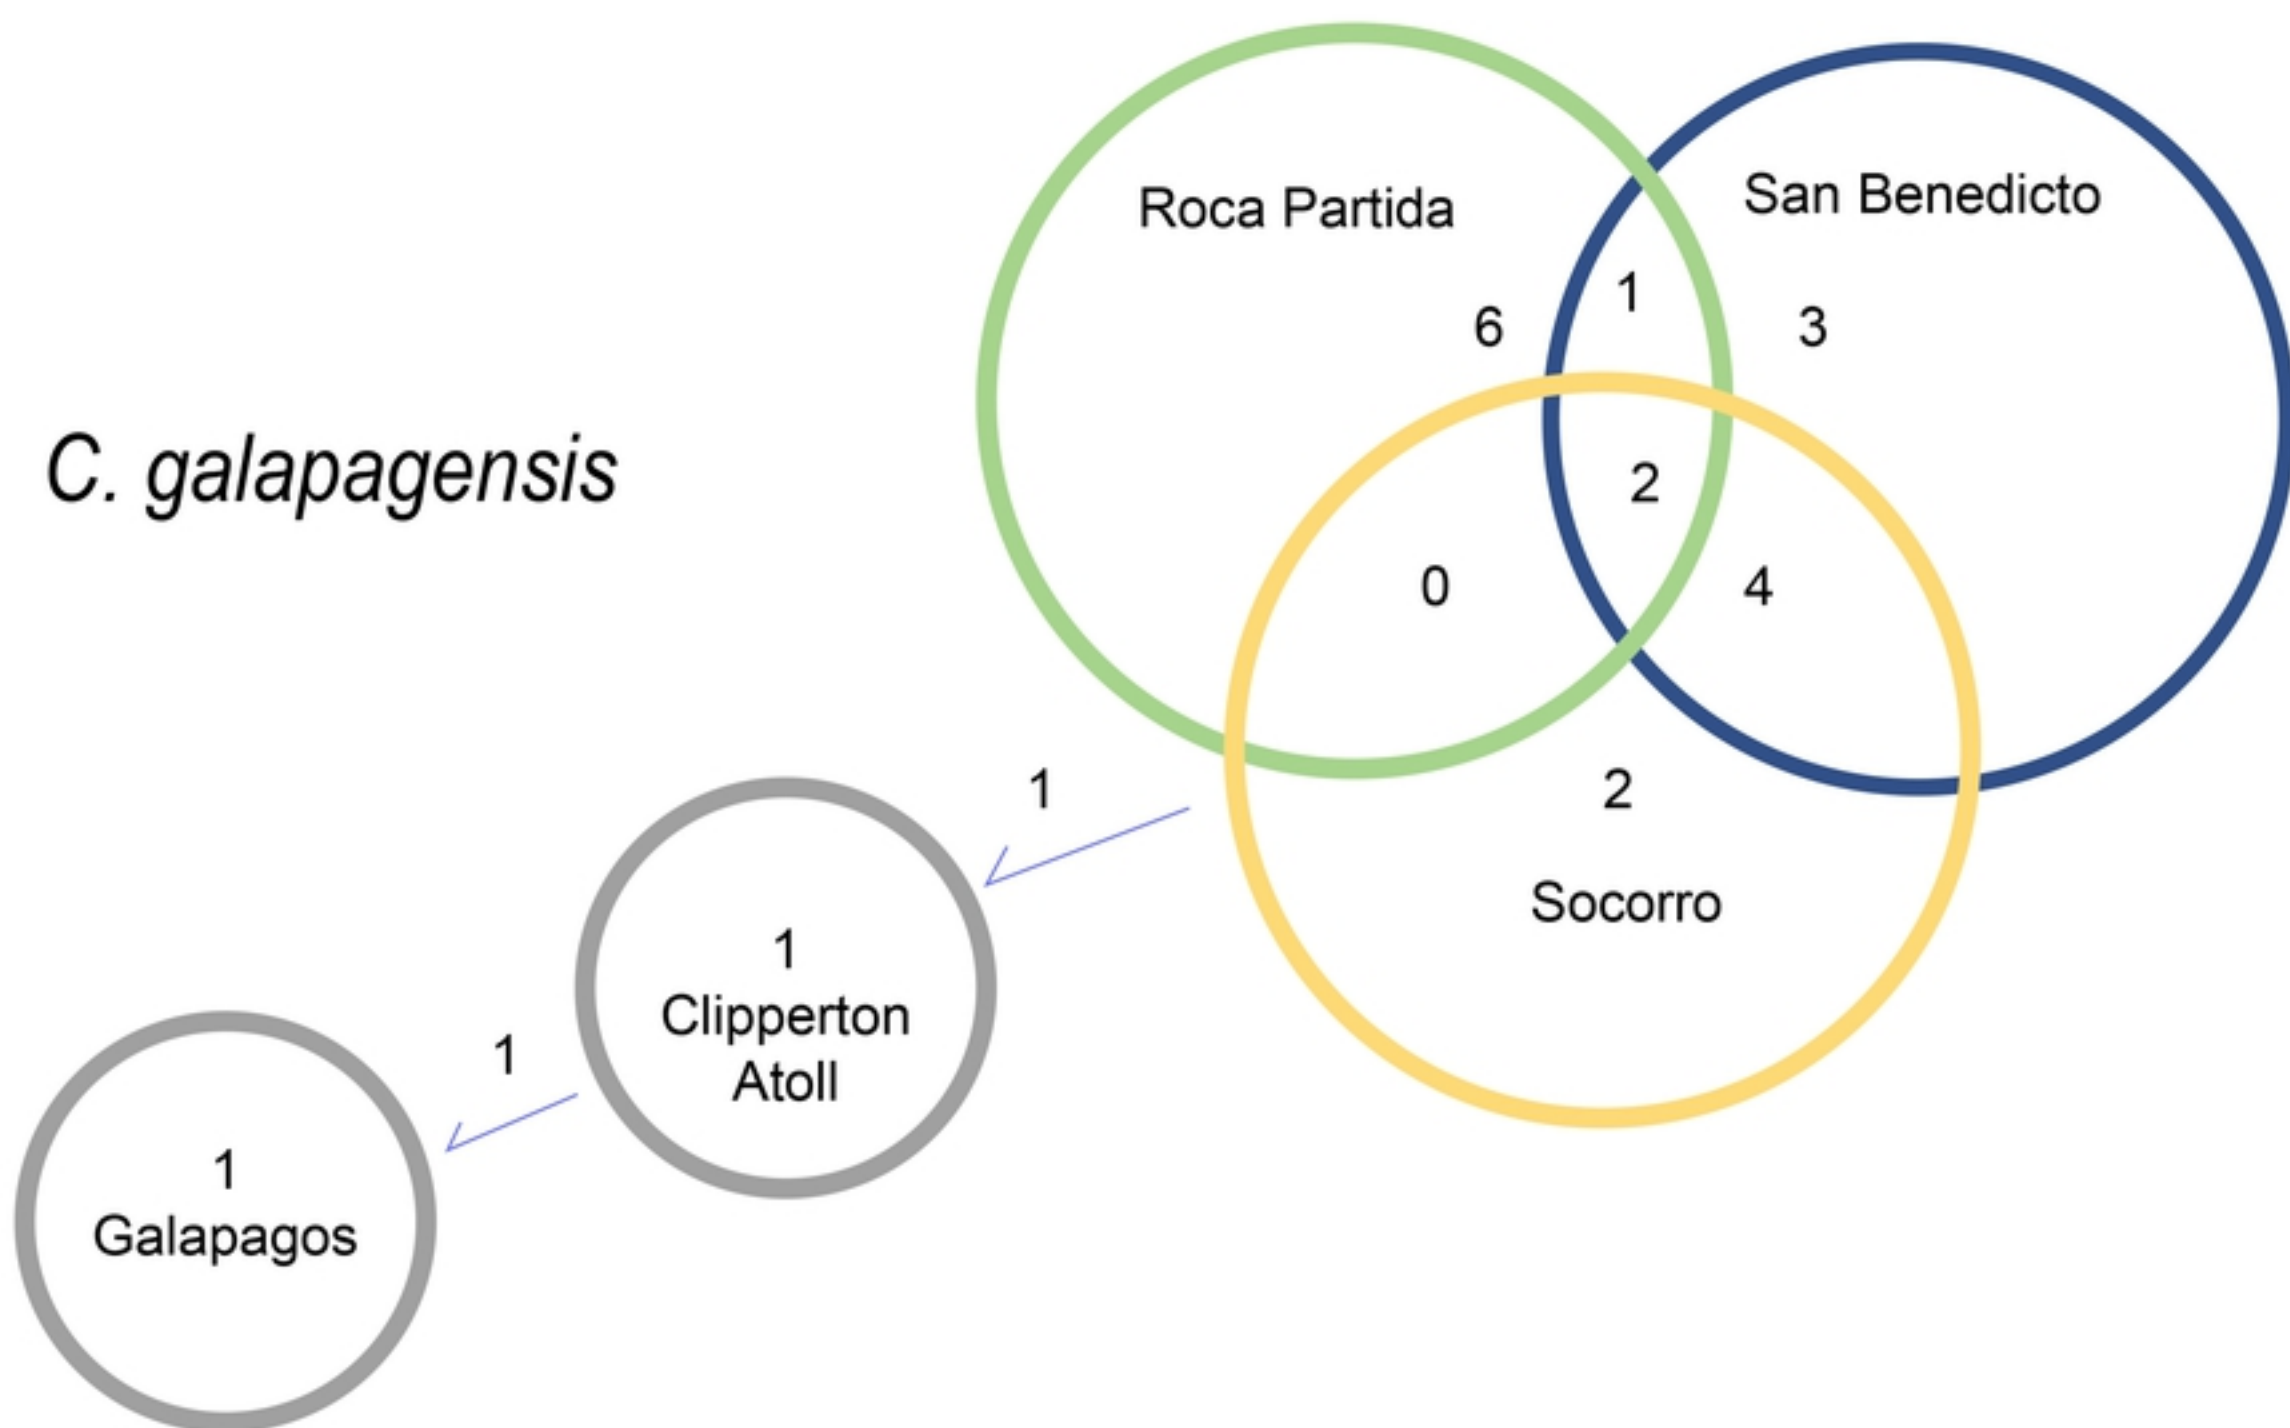 Roca Partida
San Benedicto
1
6
3
C. galapagensis
2
0
4
1
2
Socorro
1
Clipperton
Atoll
1
1
Galapagos